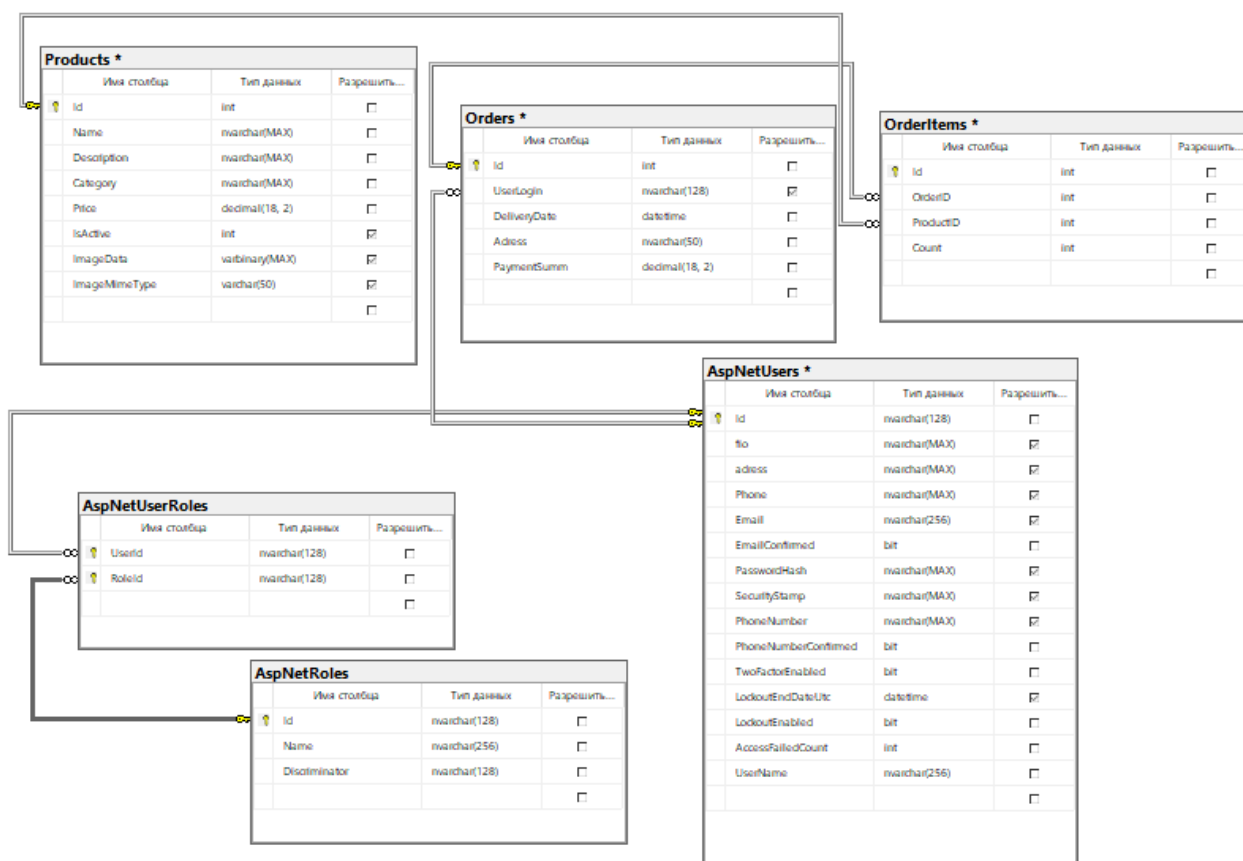 Products *
Имя столбца Тип данных Разрешить...
Id int
Name nvarchar(MAX)
Description nvarchar(MAX)
Category nvarchar(MAX)
Price decimal(18, 2)
IsActive int
ImageData varbinary(MAX)
ImageMimeType varchar(50)
Orders *
Имя столбца Тип данных Разрешить...
Id int
UserLogin nvarchar(128)
DeliveryDate datetime
Adress nvarchar(50)
PaymentSumm decimal(18, 2)
OrderItems *
Имя столбца Тип данных Разрешить...
Id int
OrderID int
ProductID int
Count int
AspNetUsers *
Имя столбца Тип данных Разрешить...
Id nvarchar(128)
fio nvarchar(MAX)
adress nvarchar(MAX)
Phone nvarchar(MAX)
Email nvarchar(256)
EmailConfirmed bit
PasswordHash nvarchar(MAX)
SecurityStamp nvarchar(MAX)
PhoneNumber nvarchar(MAX)
PhoneNumberConfirmed bit
TwoFactorEnabled bit
LockoutEndDateUtc datetime
LockoutEnabled bit
AccessFailledCount int
UserName nvarchar(256)
AspNetUserRoles
Имя столбца Тип данных Разрешить...
UserId nvarchar(128)
RoleId nvarchar(128)
AspNetRoles
Имя столбца Тип данных Разрешить...
Id nvarchar(128)
Name nvarchar(256)
Discriminator nvarchar(128)